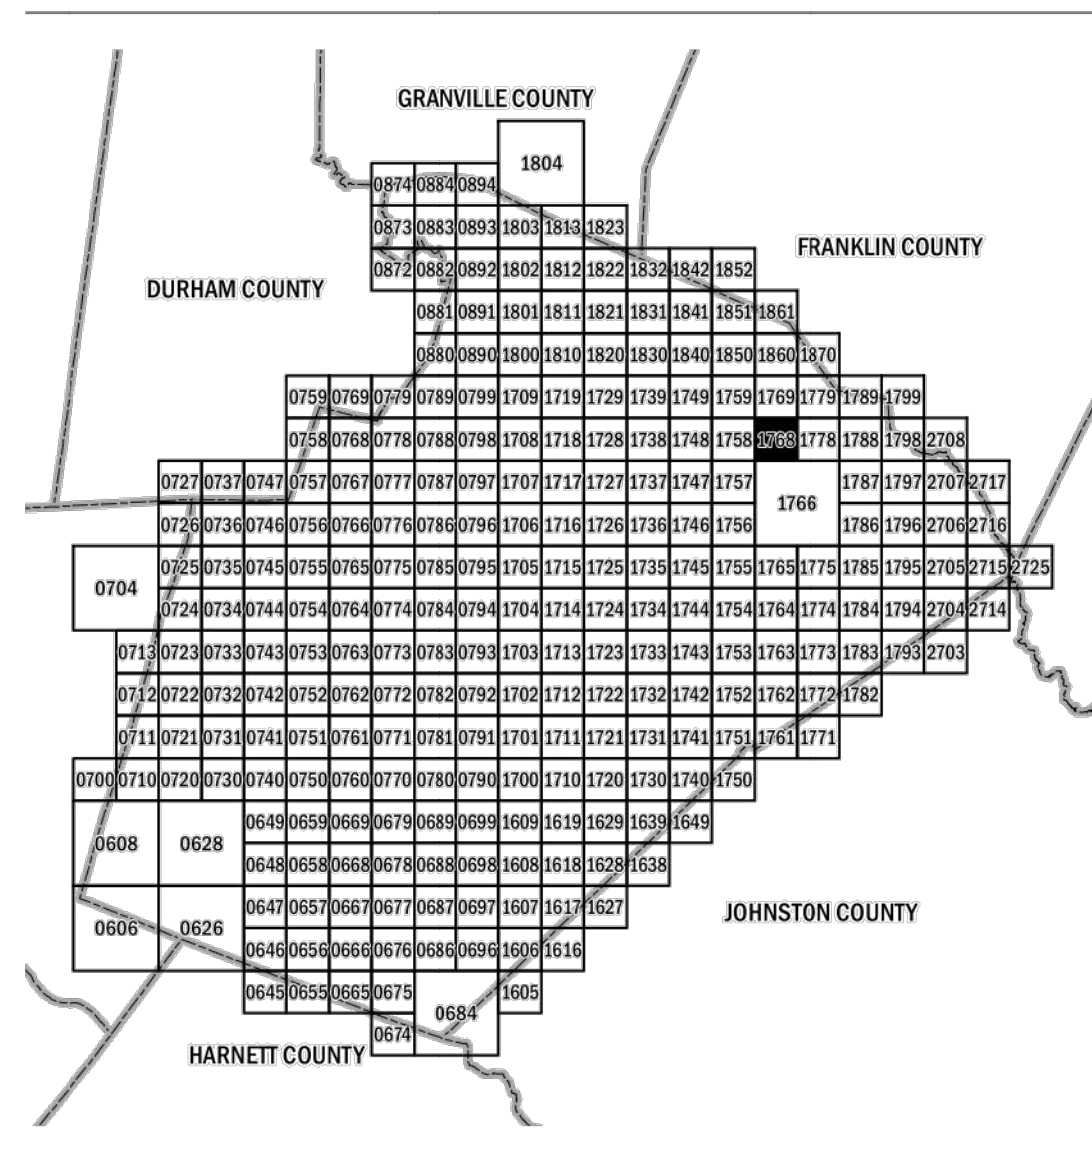 GRANVILLE COUNTY
1804
0874 0884 0894
0873 0883 0893 1803 1813 1823
FRANKLIN COUNTY
0872 0882 0892 1802 1812 1822 1832 1842 1852
DURHAM COUNTY
0881 0891 1801 1811 1821 1831 1841 1851 1861
0880 0890 1800 1810 1820 1830 1840 1850 1860 1870
0759 0769 0779 0789 0799 1709 1719 1729 1739 1749 1759 1769 1779 1789 1799
0758 0768 0778 0788 0798 1708 1718 1728 1738 1748 1758 1768 1778 1788 1798 2708
0727 0737 0747 0757 0767 0777 0787 0797 1707 1717 1727 1737 1747 1757 1787 1797 2707 2717
1766
0726 0736 0746 0756 0766 0776 0786 0796 1706 1716 1726 1736 1746 1756 1786 1796 2706 2716
0725 0735 0745 0755 0765 0775 0785 0795 1705 1715 1725 1735 1745 1755 1765 1775 1785 1795 2705 2715 2725
0704
0724 0734 0744 0754 0764 0774 0784 0794 1704 1714 1724 1734 1744 1754 1764 1774 1784 1794 2704 2714
0713 0723 0733 0743 0753 0763 0773 0783 0793 1703 1713 1723 1733 1743 1753 1763 1773 1783 1793 2703
0712 0722 0732 0742 0752 0762 0772 0782 0792 1702 1712 1722 1732 1742 1752 1762 1772 1782
0711 0721 0731 0741 0751 0761 0771 0781 0791 1701 1711 1721 1731 1741 1751 1761 1771
0700 0710 0720 0730 0740 0750 0760 0770 0780 0790 1700 1710 1720 1730 1740 1750
0649 0659 0669 0679 0689 0699 1609 1619 1629 1639 1649
0608 0628
0648 0658 0668 0678 0688 0698 1608 1618 1628 1638
0647 0657 0667 0677 0687 0697 1607 1617 1627
JOHNSTON COUNTY
0606 0626
0646 0656 0666 0676 0686 0696 1606 1616
0645 0655 0665 0675 1605
0684
0674
HARNETT COUNTY